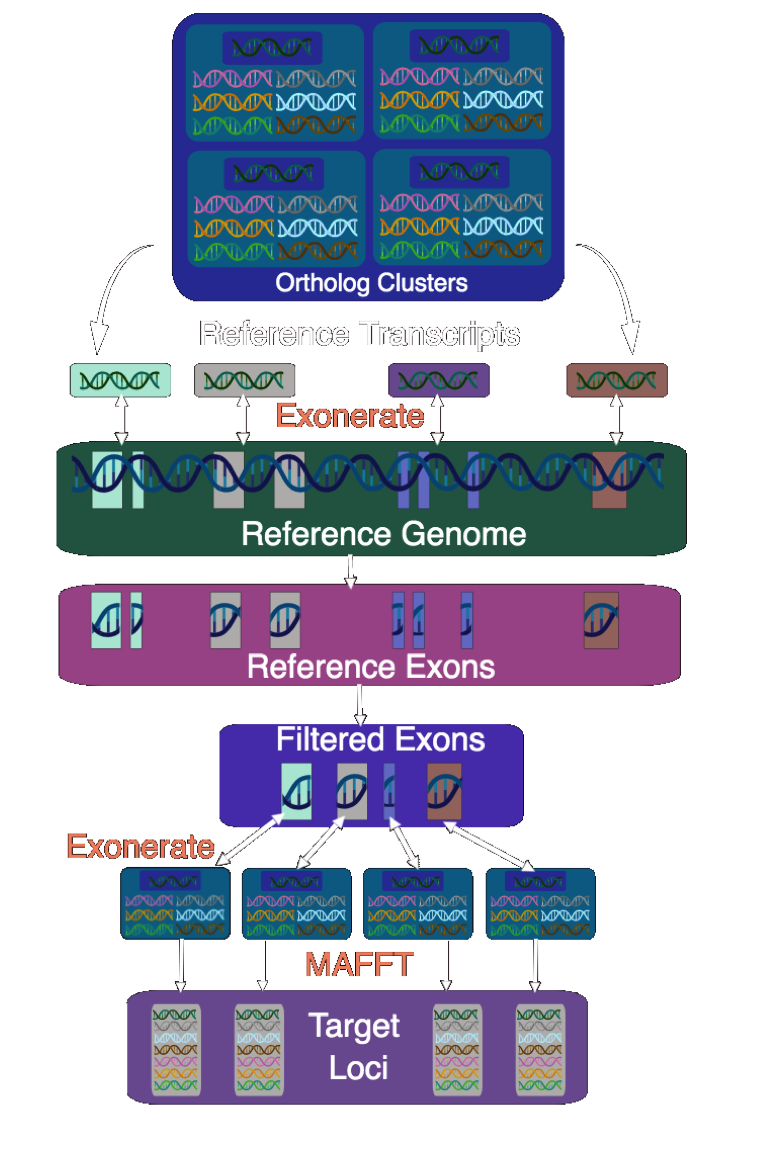 Ortholog Clusters
Reference Transcripts
Exonerate
Reference Genome
Reference Exons
Filtered Exons
Exonerate
MAFFT
Target
Loci